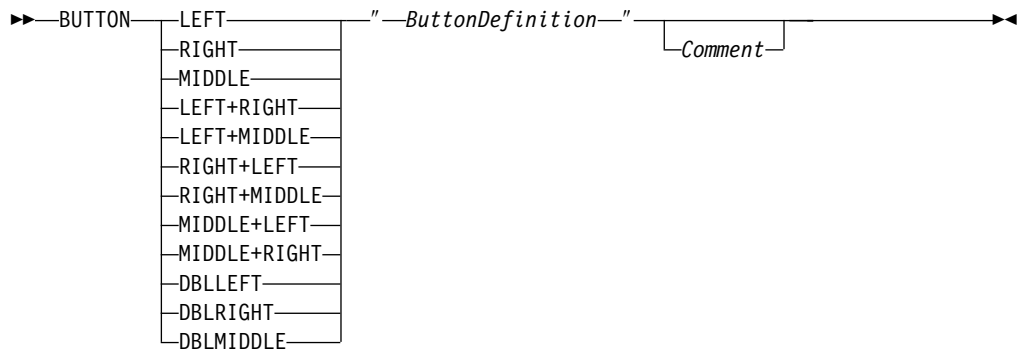 BUTTON LEFT " ButtonDefinition "
RIGHT Comment
MIDDLE
LEFT+RIGHT
LEFT+MIDDLE
RIGHT+LEFT
RIGHT+MIDDLE
MIDDLE+LEFT
MIDDLE+RIGHT
DBLLEFT
DBLRIGHT
DBLMIDDLE